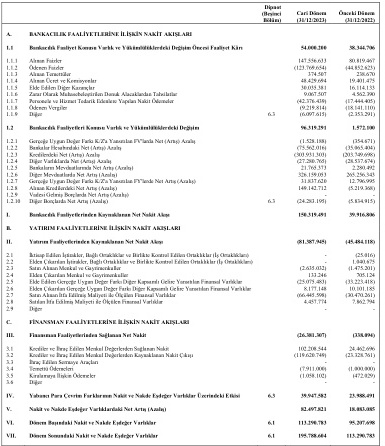 Dipnot Cari Dönem Önceki Dönem
(Beşinci Bölüm) (31/12/2023) (31/12/2022)
A. BANKACILIK FAALİYETLERİNE İLİŞKİN NAKİT AKIŞLARI
1.1 Bankacılık Faaliyet Konusu Varlık ve Yükümlülüklerdeki Değişim Öncesi Faaliyet Kârı 54.000.200 38.344.706
1.1.1 Alınan Faizler 147.556.633 80.819.467
1.1.2 Ödenen Faizler (123.769.654) (44.852.623)
1.1.3 Alınan Temettüler 374.507 238.670
1.1.4 Alınan Ücret ve Komisyonlar 48.429.694 19.401.475
1.1.5 Elde Edilen Diğer Kazançlar 30.035.381 16.114.133
1.1.6 Zarar Olarak Muhasebeleştirilen Donuk Alacaklardan Tahsilatlar 9.067.507 4.562.390
1.1.7 Personele ve Hizmet Tedarik Edenlere Yapılan Nakit Ödemeler (42.376.439) (17.444.405)
1.1.8 Ödenen Vergiler (9.219.814) (18.141.110)
1.1.9 Diğer 6.3 (6.097.615) (2.353.291)
1.2 Bankacılık Faaliyetleri Konusu Varlık ve Yükümlülüklerdeki Değişim 96.319.291 1.572.100
1.2.1 Gerçeğe Uygun Değer Farkı K/Z'a Yansıtılan FV'larda Net (Artış) Azalış (1.528.188) (354.671)
1.2.2 Bankalar Hesabındaki Net (Artış) Azalış (75.562.016) (35.665.404)
1.2.3 Kredilerdeki Net (Artış) Azalış (303.931.303) (203.749.698)
1.2.4 Diğer Varlıklarda Net (Artış) Azalış (27.280.765) (28.537.674)
1.2.5 Bankaların Mevduatlarında Net Artış (Azalış) 21.765.373 2.280.492
1.2.6 Diğer Mevduatlarda Net Artış (Azalış) 326.159.053 265.256.343
1.2.7 Gerçeğe Uygun Değer Farkı K/Z'a Yansıtılan FY'lerde Net Artış (Azalış) 31.837.620 12.796.995
1.2.8 Alınan Kredilerdeki Net Artış (Azalış) 149.142.712 (5.219.368)
1.2.9 Vadesi Gelmiş Borçlarda Net Artış (Azalış) - -
1.2.10 Diğer Borçlarda Net Artış (Azalış) 6.3 (24.283.195) (5.834.915)
I. Bankacılık Faaliyetlerinden Kaynaklanan Net Nakit Akışı 150.319.491 39.916.806
B. YATIRIM FAALİYETLERİNE İLİŞKİN NAKİT AKIŞLARI
II. Yatırım Faaliyetlerinden Kaynaklanan Net Nakit Akışı (81.387.945) (45.484.118)
2.1 İktisap Edilen İştirakler, Bağlı Ortaklıklar ve Birlikte Kontrol Edilen Ortaklıklar (İş Ortaklıkları) - (25.016)
2.2 Elden Çıkarılan İştirakler, Bağlı Ortaklıklar ve Birlikte Kontrol Edilen Ortaklıklar (İş Ortaklıkları) - 1.040.675
2.3 Satın Alınan Menkul ve Gayrimenkuller (2.635.032) (1.475.201)
2.4 Elden Çıkarılan Menkul ve Gayrimenkuller 133.246 705.124
2.5 Elde Edilen Gerçeğe Uygun Değer Farkı Diğer Kapsamlı Gelire Yansıtılan Finansal Varlıklar (25.075.483) (33.223.418)
2.6 Elden Çıkarılan Gerçeğe Uygun Değer Farkı Diğer Kapsamlı Gelire Yansıtılan Finansal Varlıklar 8.177.148 10.101.185
2.7 Satın Alınan İtfa Edilmiş Maliyeti ile Ölçülen Finansal Varlıklar (66.445.598) (30.470.261)
2.8 Satılan İtfa Edilmiş Maliyeti ile Ölçülen Finansal Varlıklar 4.457.774 7.862.794
2.9 Diğer - -
C. FİNANSMAN FAALİYETLERİNE İLİŞKİN NAKİT AKIŞLARI
III. Finansman Faaliyetlerinden Sağlanan Net Nakit (26.381.307) (338.094)
3.1 Krediler ve İhraç Edilen Menkul Değerlerden Sağlanan Nakit 102.208.544 24.462.696
3.2 Krediler ve İhraç Edilen Menkul Değerlerden Kaynaklanan Nakit Çıkışı (119.620.749) (23.328.761)
3.3 İhraç Edilen Sermaye Araçları - -
3.4 Temettü Ödemeleri (7.911.000) (1.000.000)
3.5 Kiralamaya İlişkin Ödemeler (1.058.102) (472.029)
3.6 Diğer - -
IV. Yabancı Para Çevrim Farklarının Nakit ve Nakde Eşdeğer Varlıklar Üzerindeki Etkisi 6.3 39.947.582 23.988.491
V. Nakit ve Nakde Eşdeğer Varlıklardaki Net Artış (Azalış) 82.497.821 18.083.085
VI. Dönem Başındaki Nakit ve Nakde Eşdeğer Varlıklar 6.1 113.290.783 95.207.698
VII. Dönem Sonundaki Nakit ve Nakde Eşdeğer Varlıklar 6.1 195.788.604 113.290.783